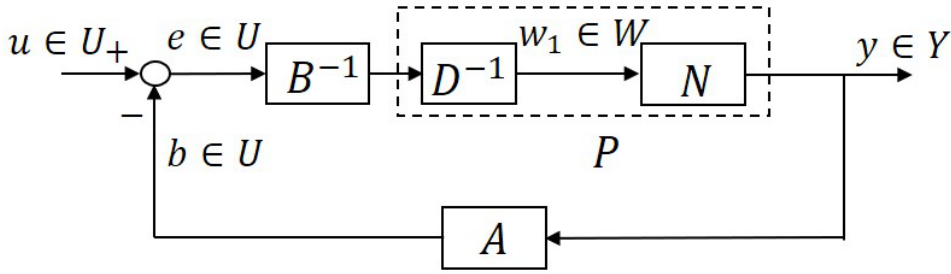 u ∈ U₊ e ∈ U B⁻¹ D⁻¹ w₁ ∈ W N y ∈ Y
−
b ∈ U P
A